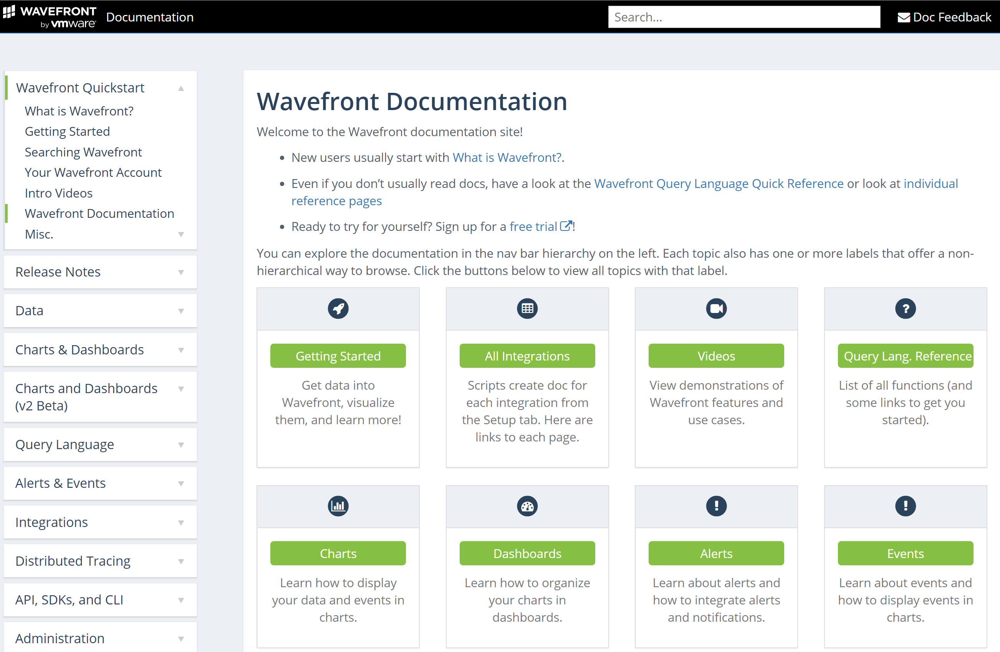 WAVEFRONT
by vmware
Documentation
Search...
Doc Feedback
Wavefront Quickstart
What is Wavefront?
Getting Started
Searching Wavefront
Your Wavefront Account
Intro Videos
Wavefront Documentation
Misc.
Release Notes
Data
Charts & Dashboards
Charts and Dashboards
(v2 Beta)
Query Language
Alerts & Events
Integrations
Distributed Tracing
API, SDKs, and CLI
Administration
Wavefront Documentation
Welcome to the Wavefront documentation site!
• New users usually start with What is Wavefront?.
• Even if you don’t usually read docs, have a look at the Wavefront Query Language Quick Reference or look at individual
reference pages
• Ready to try for yourself? Sign up for a free trial !
You can explore the documentation in the nav bar hierarchy on the left. Each topic also has one or more labels that offer a non-
hierarchical way to browse. Click the buttons below to view all topics with that label.
Getting Started
Get data into
Wavefront, visualize
them, and learn more!
All Integrations
Scripts create doc for
each integration from
the Setup tab. Here are
links to each page.
Videos
View demonstrations of
Wavefront features and
use cases.
?
Query Lang. Reference
List of all functions (and
some links to get you
started).
Charts
Learn how to display
your data and events in
charts.
Dashboards
Learn how to organize
your charts in
dashboards.
!
Alerts
Learn about alerts and
how to integrate alerts
and notifications.
!
Events
Learn about events and
how to display events in
charts.